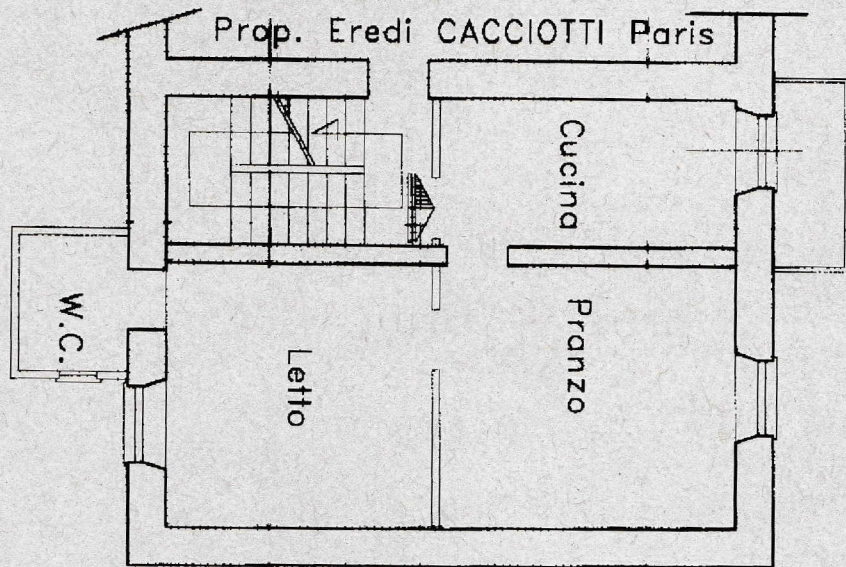 Prop. Eredi CACCIOTTI Paris
Cucina
W.C.
Letto
Pranzo